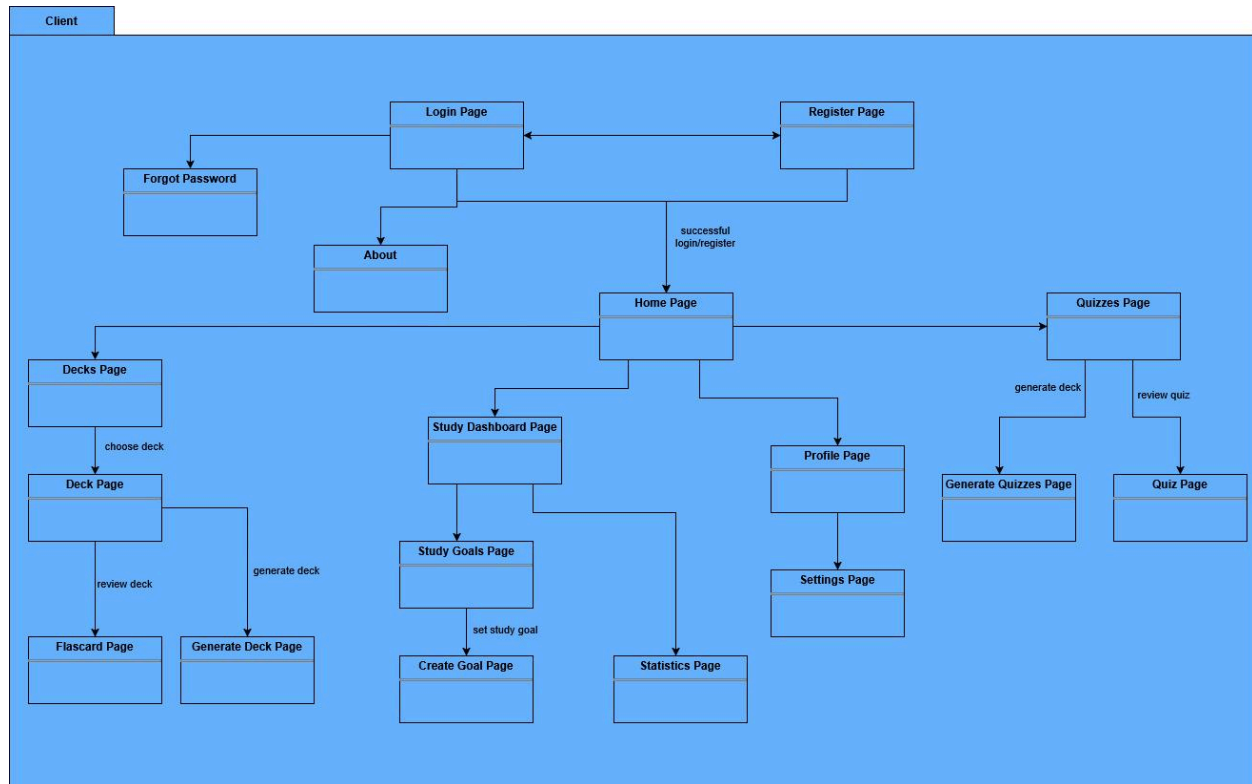 Client
Login Page
Register Page
Forgot Password
About
successful
login/register
Home Page
Quizzes Page
Decks Page
generate deck
review quiz
Study Dashboard Page
choose deck
Profile Page
Deck Page
Generate Quizzes Page
Quiz Page
Study Goals Page
generate deck
review deck
Settings Page
set study goal
Flascard Page
Generate Deck Page
Create Goal Page
Statistics Page